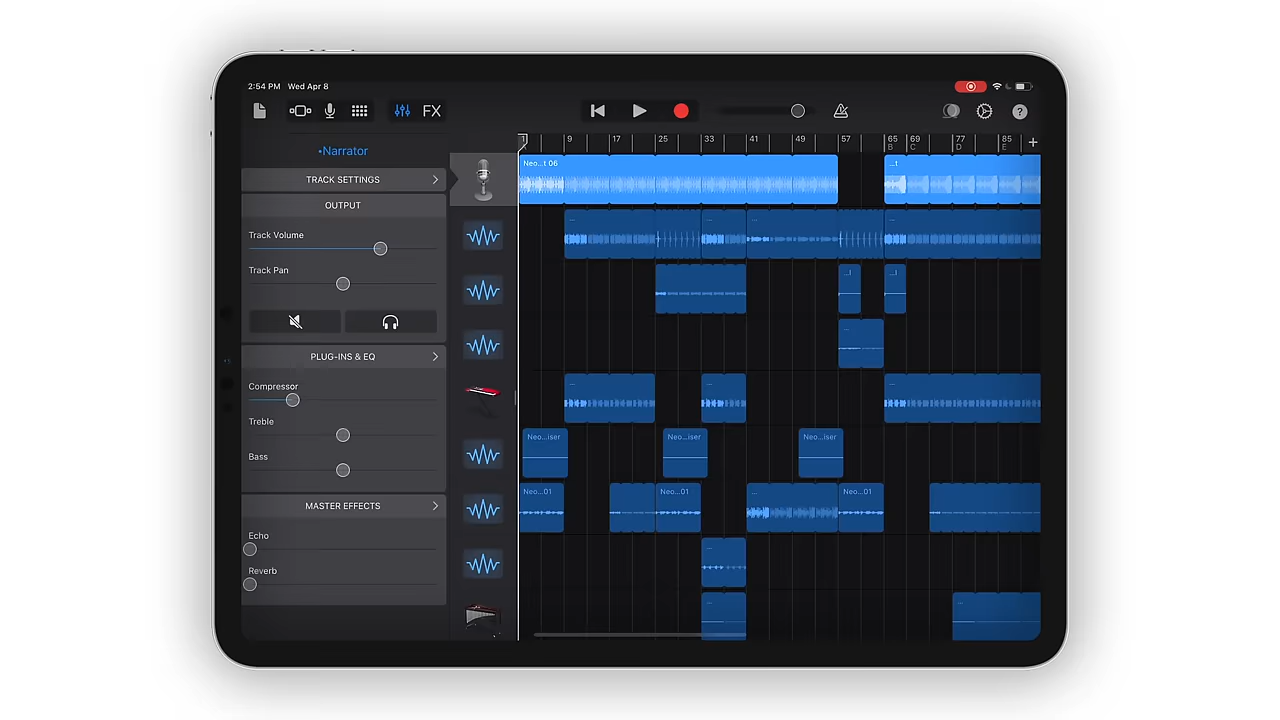 2:54 PM Wed Apr 8
FX
?
1 9 17 25 33 41 49 57 65 69 77 85 +
A B C D E
•Narrator
TRACK SETTINGS
OUTPUT
Track Volume
Track Pan
PLUG-INS & EQ
Compressor
Treble
Bass
MASTER EFFECTS
Echo
Reverb
Neo...t 06
...t
...
...
...
...
...
...
...l
...l
...
...
...
Neo...iser
Neo...iser
Neo...iser
Neo...01
Neo...01
...
Neo...01
...
...
...